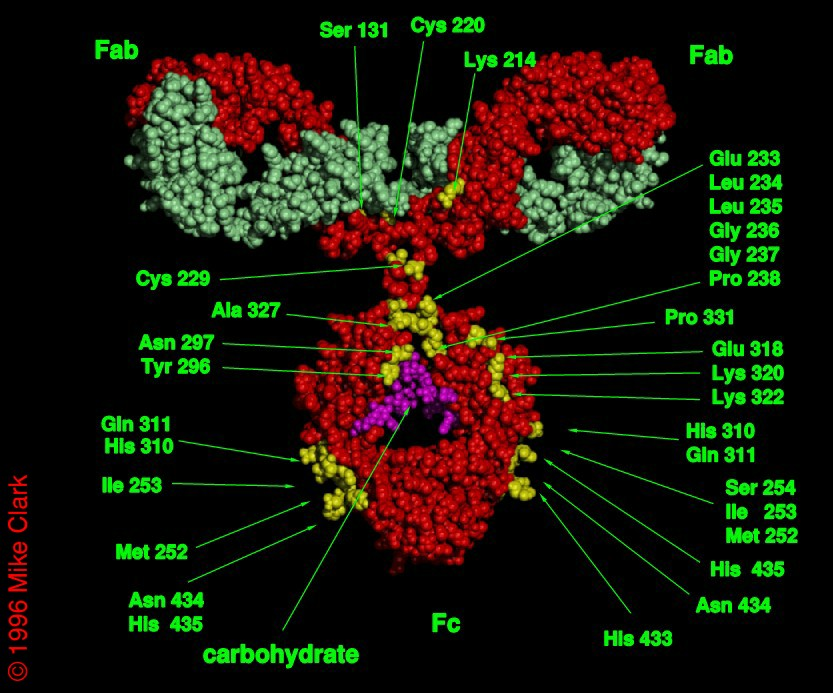 Ser 131
Cys 220
Fab
Lys 214
Fab
Glu 233
Leu 234
Leu 235
Gly 236
Gly 237
Pro 238
Cys 229
Ala 327
Pro 331
Asn 297
Glu 318
Tyr 296
Lys 320
Lys 322
Gln 311
His 310
His 310
Gln 311
Ile 253
Ser 254
Ile 253
Met 252
Met 252
His 435
Asn 434
His 435
Asn 434
Fc
His 433
carbohydrate
© 1996 Mike Clark